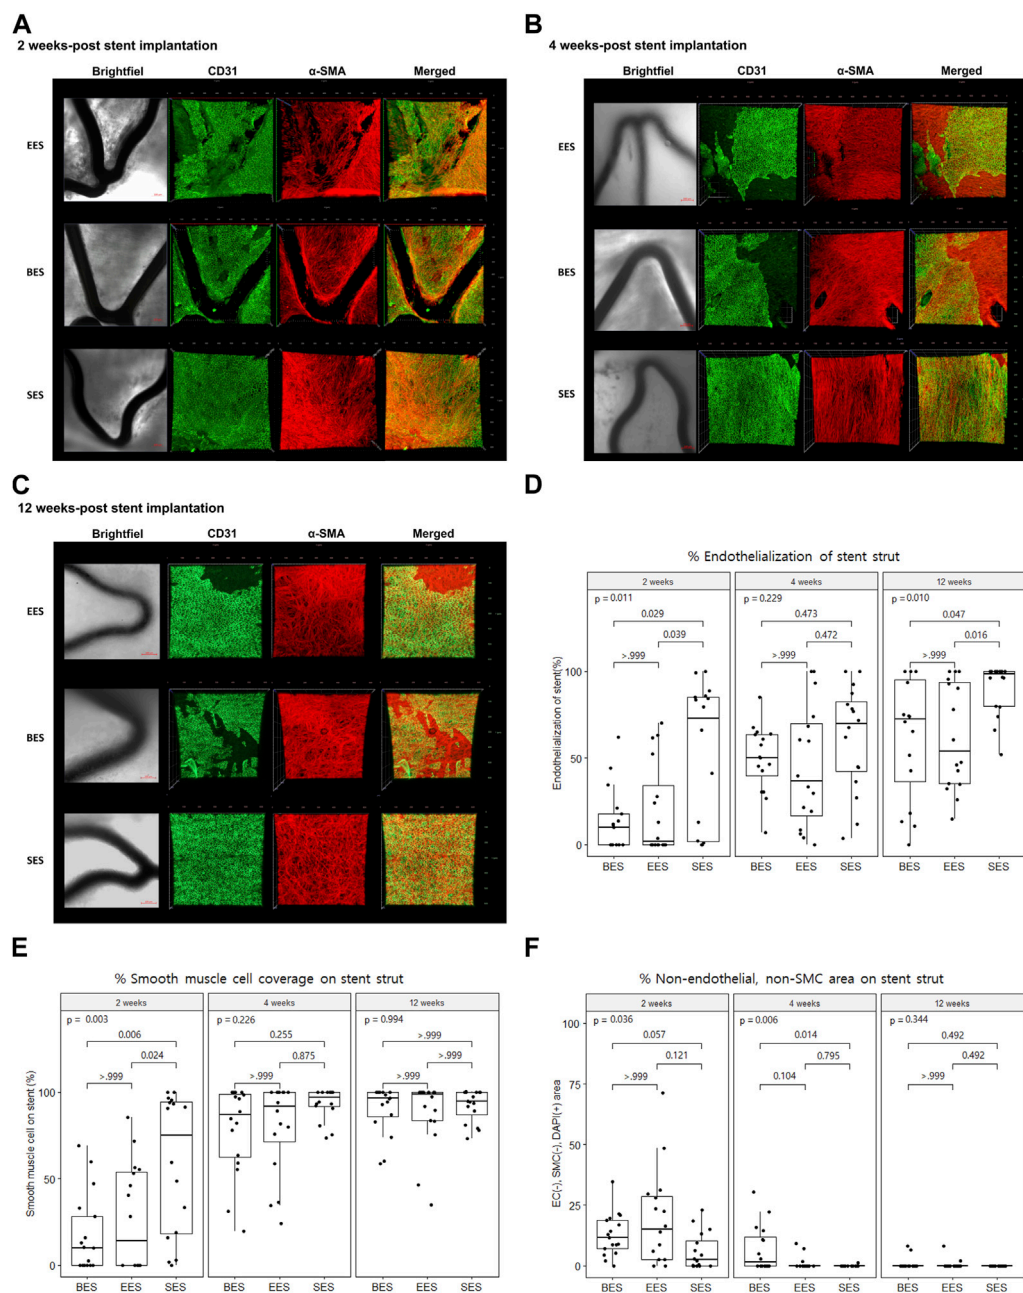 A
2 weeks-post stent implantation
Brightfiel CD31 α-SMA Merged
EES
BES
SES
B
4 weeks-post stent implantation
Brightfiel CD31 α-SMA Merged
EES
BES
SES
C
12 weeks-post stent implantation
Brightfiel CD31 α-SMA Merged
EES
BES
SES
D
% Endothelialization of stent strut
2 weeks 4 weeks 12 weeks
p = 0.011 p = 0.229 p = 0.010
0.029 0.473 0.047
0.039 0.472 0.016
>.999 >.999 >.999
Endothelialization of stent(%)
100
50
0
BES EES SES BES EES SES BES EES SES
E
% Smooth muscle cell coverage on stent strut
2 weeks 4 weeks 12 weeks
p = 0.003 p = 0.226 p = 0.994
0.006 0.255 >.999
0.024 0.875 >.999
>.999 >.999 >.999
Smooth muscle cell on stent (%)
100
50
0
BES EES SES BES EES SES BES EES SES
F
% Non-endothelial, non-SMC area on stent strut
2 weeks 4 weeks 12 weeks
p = 0.036 p = 0.006 p = 0.344
0.057 0.014 0.492
0.121 0.795 0.492
>.999 0.104 >.999
EC(-), SMC(-), DAPI(+) area
100
75
50
25
0
BES EES SES BES EES SES BES EES SES